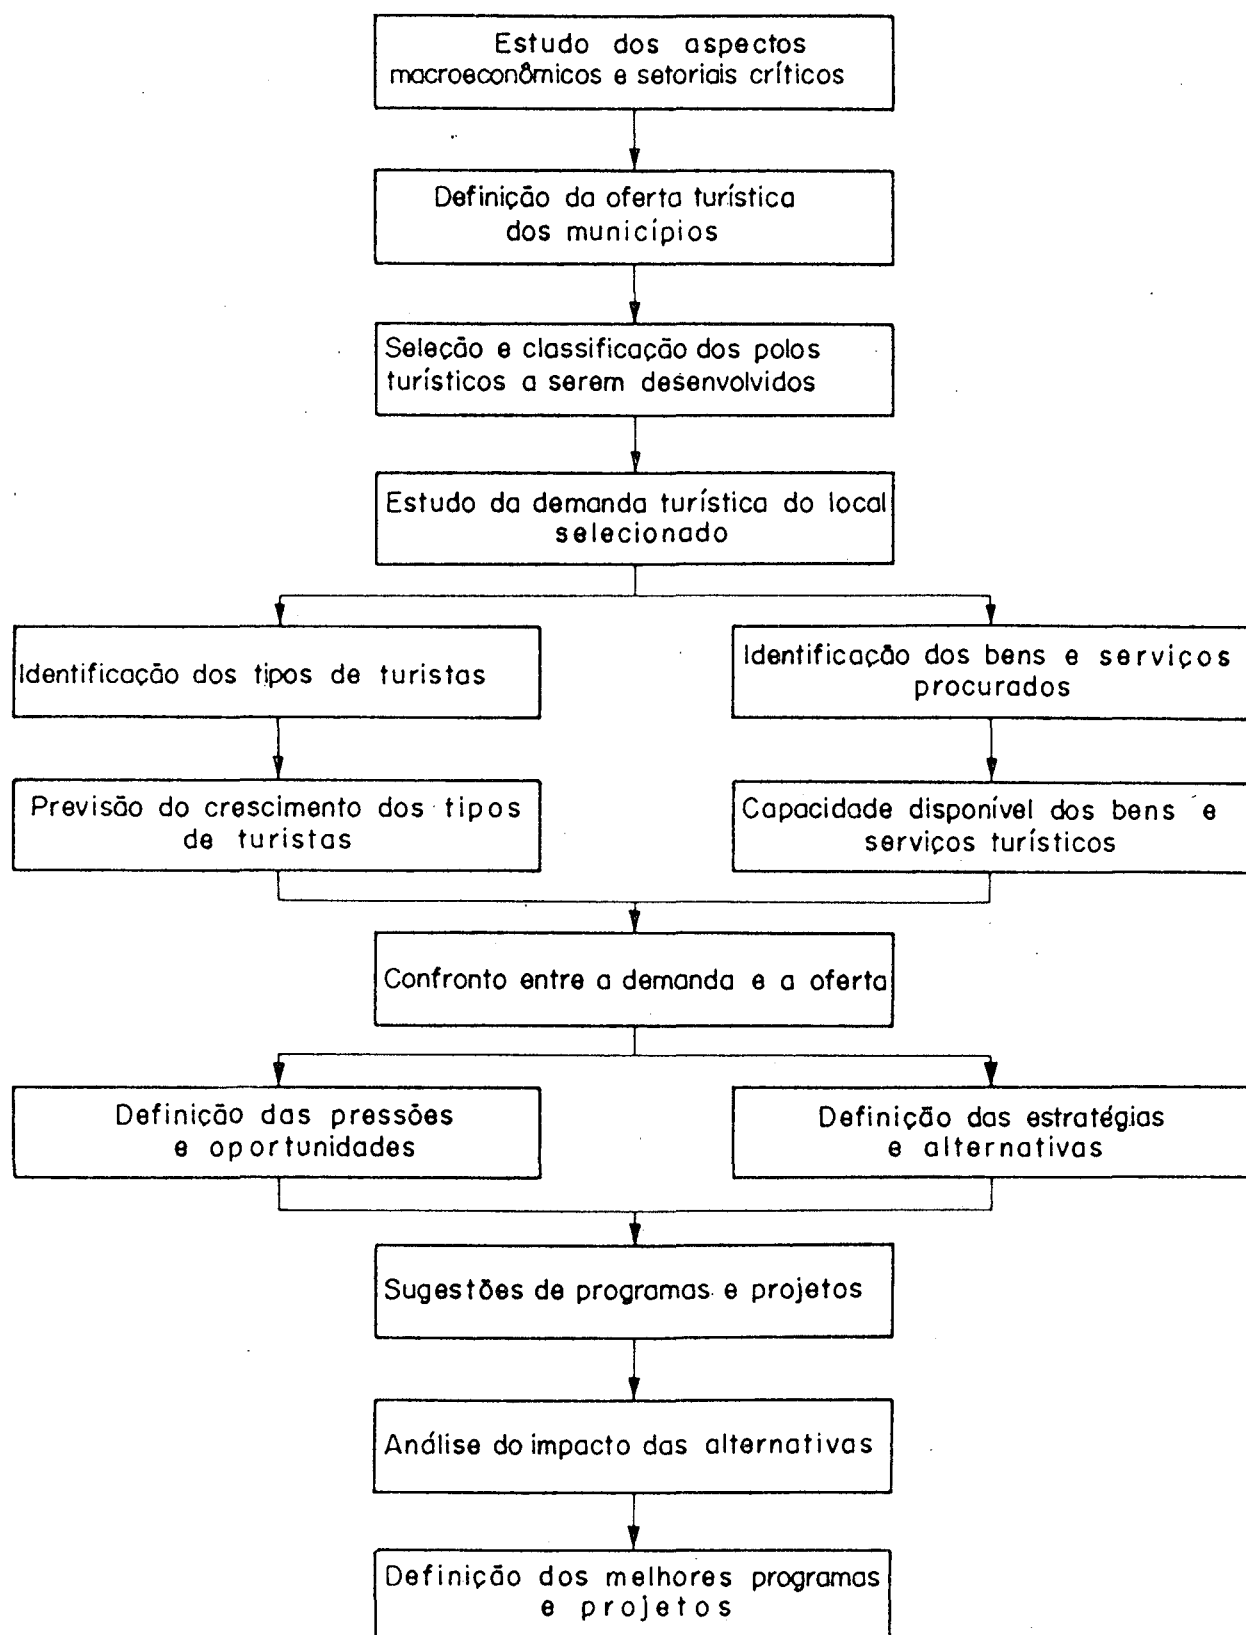 Estudo dos aspectos
macroeconômicos e setoriais críticos
Definição da oferta turística
dos municípios
Seleção e classificação dos polos
turísticos a serem desenvolvidos
Estudo da demanda turística do local
selecionado
Identificação dos tipos de turistas
Identificação dos bens e serviços
procurados
Previsão do crescimento dos tipos
de turistas
Capacidade disponível dos bens e
serviços turísticos
Confronto entre a demanda e a oferta
Definição das pressões
e oportunidades
Definição das estratégias
e alternativas
Sugestões de programas e projetos
Análise do impacto das alternativas
Definição dos melhores programas
e projetos